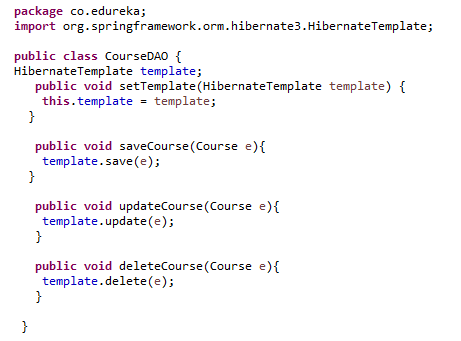 package co.edureka;
import org.springframework.orm.hibernate3.HibernateTemplate;
public class CourseDAO {
HibernateTemplate template;
public void setTemplate(HibernateTemplate template) {
this.template = template;
}
public void saveCourse(Course e){
template.save(e);
}
public void updateCourse(Course e){
template.update(e);
}
public void deleteCourse(Course e){
template.delete(e);
}
}